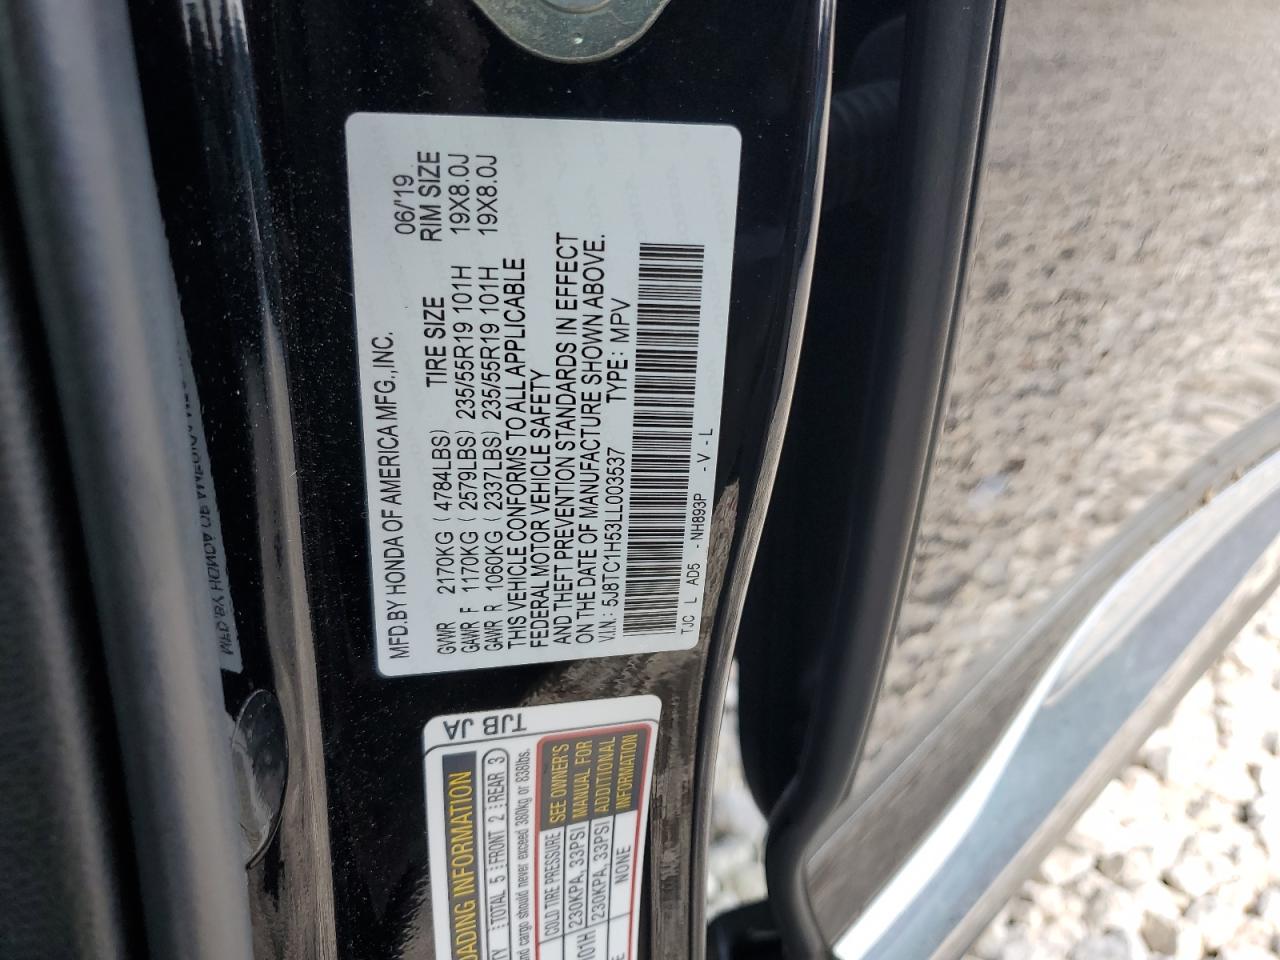 MFD.BY HONDA OF AMERICA MFG.,INC. 06/'19
GVWR 2170KG ( 4784LBS) TIRE SIZE RIM SIZE
GAWR F 1170KG ( 2579LBS) 235/55R19 101H 19X8.0J
GAWR R 1060KG ( 2337LBS) 235/55R19 101H 19X8.0J
THIS VEHICLE CONFORMS TO ALL APPLICABLE
FEDERAL MOTOR VEHICLE SAFETY
AND THEFT PREVENTION STANDARDS IN EFFECT
ON THE DATE OF MANUFACTURE SHOWN ABOVE.
V.I.N.: 5J8TC1H53LL003537 TYPE: MPV
TJC L AD5 - NH893P - V - L
TJB
JA
LOADING INFORMATION
TOTAL 5 FRONT 2 REAR 3
and cargo should never exceed 380kg or 838lbs.
COLD TIRE PRESSURE
230KPA, 33PSI
230KPA, 33PSI
NONE
SEE OWNER'S
MANUAL FOR
ADDITIONAL
INFORMATION